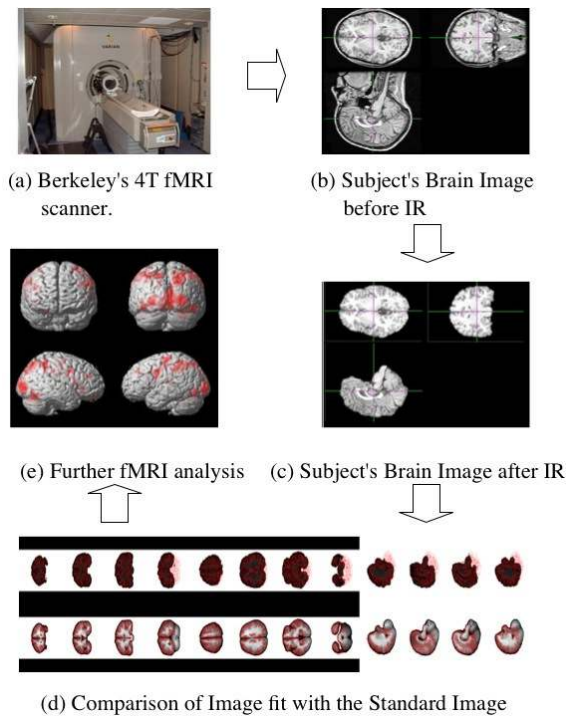 (a) Berkeley's 4T fMRI
scanner.
(b) Subject's Brain Image
before IR
(c) Subject's Brain Image after IR
(d) Comparison of Image fit with the Standard Image
(e) Further fMRI analysis